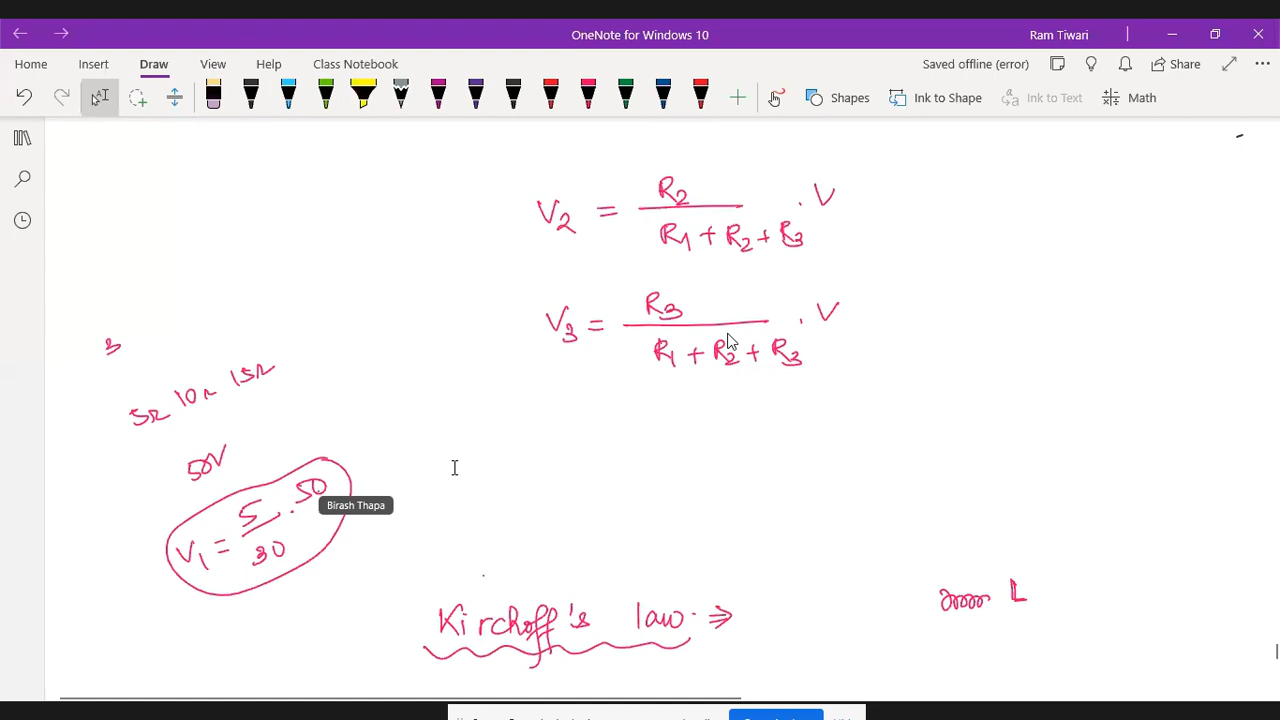 OneNote for Windows 10
Ram Tiwari
Home Insert Draw View Help Class Notebook
Saved offline (error)
Share
Shapes
Ink to Shape
Ink to Text
Math
V2 = R2 / R1 + R2 + R3 . V
V3 = R3 / R1 + R2 + R3 . V
3
5Ω 10Ω 15Ω
50V
V1 = 5 / 30 . 50
Birash Thapa
Kirchoff's law ⇒
L